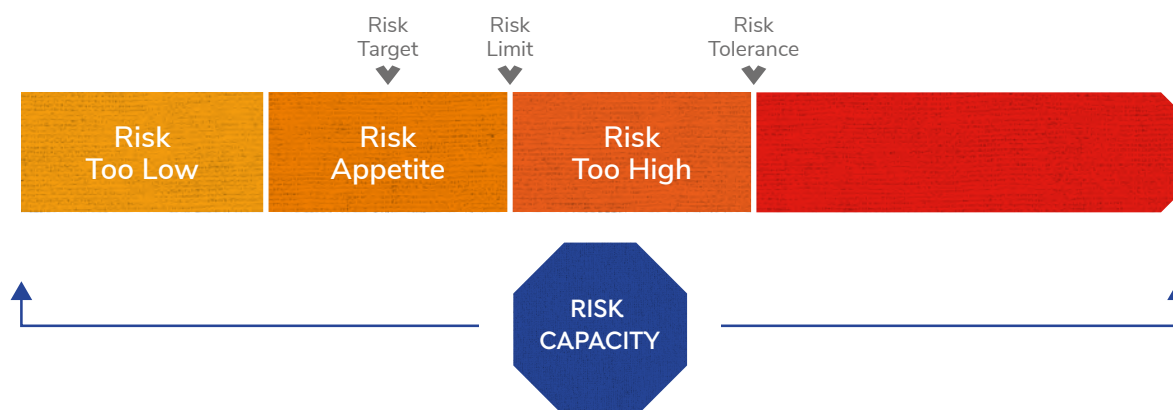 Risk
Target
Risk
Limit
Risk
Tolerance
Risk
Too Low
Risk
Appetite
Risk
Too High
RISK
CAPACITY